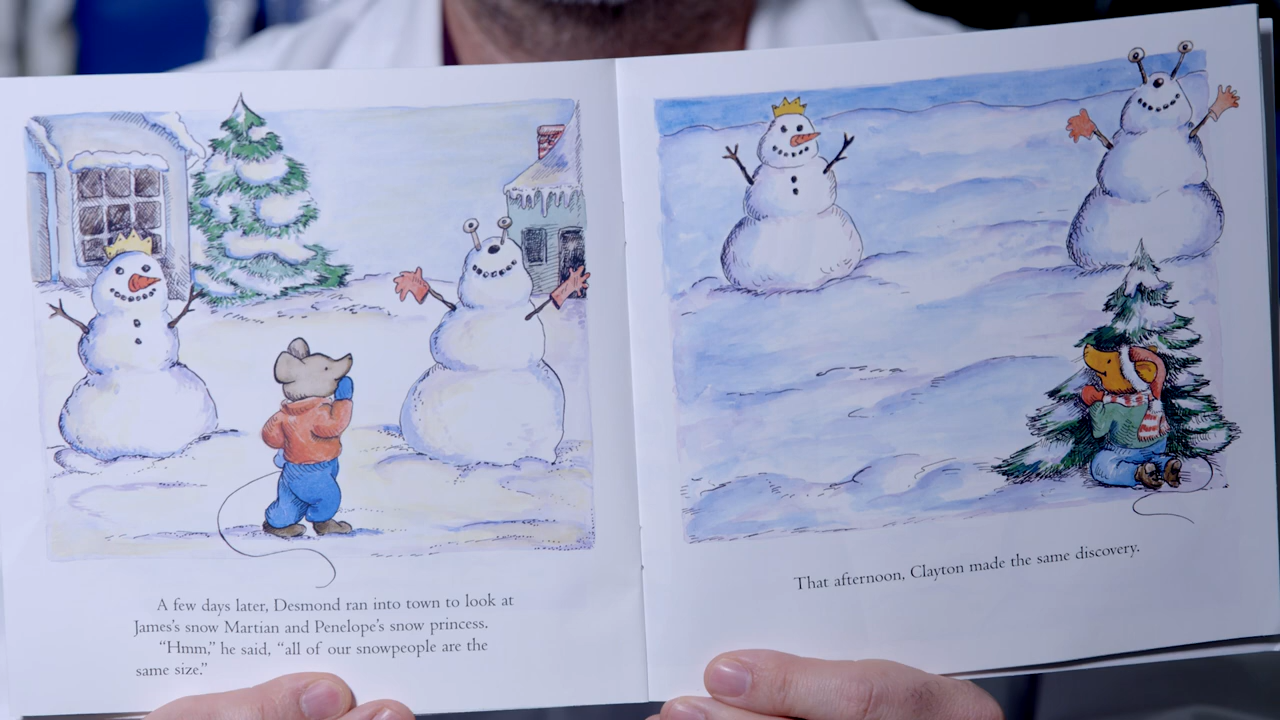 A few days later, Desmond ran into town to look at
James's snow Martian and Penelope's snow princess.
"Hmm," he said, "all of our snowpeople are the
same size."
That afternoon, Clayton made the same discovery.